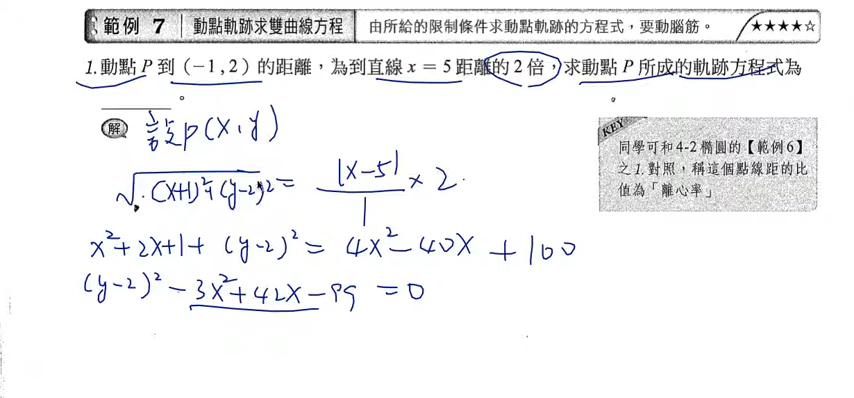 範例 7 動點軌跡求雙曲線方程 由所給的限制條件求動點軌跡的方程式，要動腦筋。 ★★★★☆
1.動點 P 到 (−1, 2) 的距離，為到直線 x = 5 距離的 2 倍，求動點 P 所成的軌跡方程式為
________。
解 設P(x,y)
KEY
同學可和 4-2 橢圓的【範例 6】
之 1. 對照，稱這個點線距的比
值為「離心率」
√(x+1)²+(y-2)² = |x-5|/1 × 2
x²+2x+1+(y-2)² = 4x²-40x+100
(y-2)²-3x²+42x-99=0